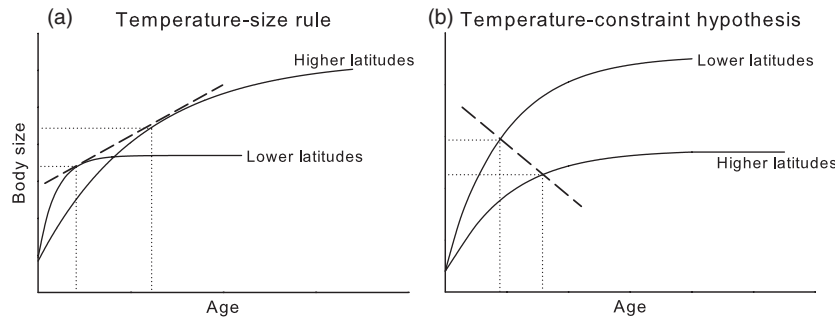 (a) Temperature-size rule
Higher latitudes
Lower latitudes
Body size
Age
(b) Temperature-constraint hypothesis
Lower latitudes
Higher latitudes
Age